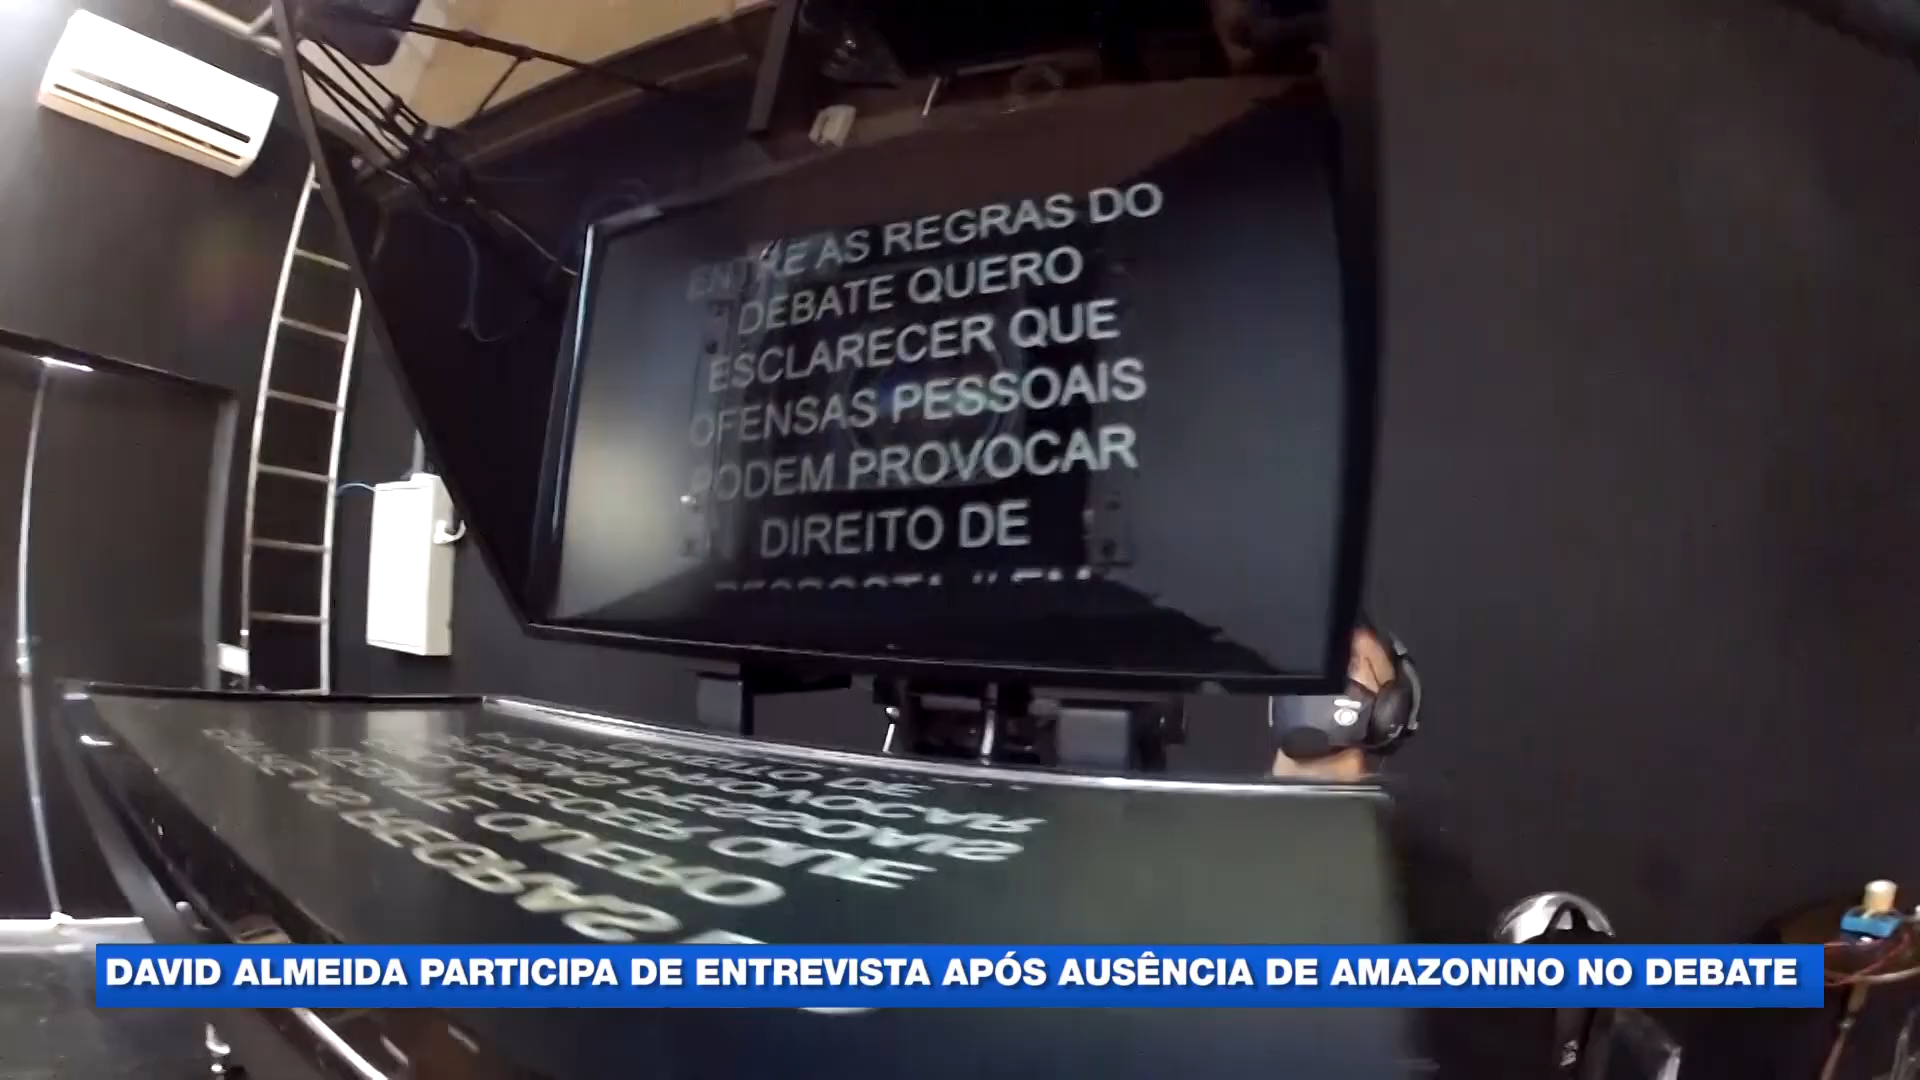 ENTRE AS REGRAS DO
DEBATE QUERO
ESCLARECER QUE
OFENSAS PESSOAIS
PODEM PROVOCAR
DIREITO DE
DAVID ALMEIDA PARTICIPA DE ENTREVISTA APÓS AUSÊNCIA DE AMAZONINO NO DEBATE